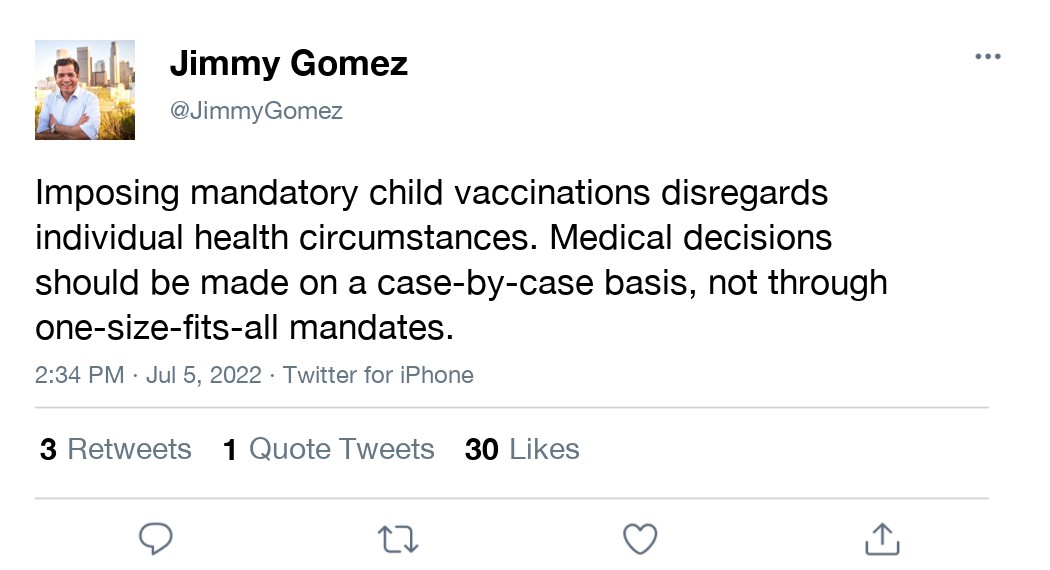 Jimmy Gomez
@JimmyGomez
Imposing mandatory child vaccinations disregards
individual health circumstances. Medical decisions
should be made on a case-by-case basis, not through
one-size-fits-all mandates.
2:34 PM · Jul 5, 2022 · Twitter for iPhone
3 Retweets 1 Quote Tweets 30 Likes